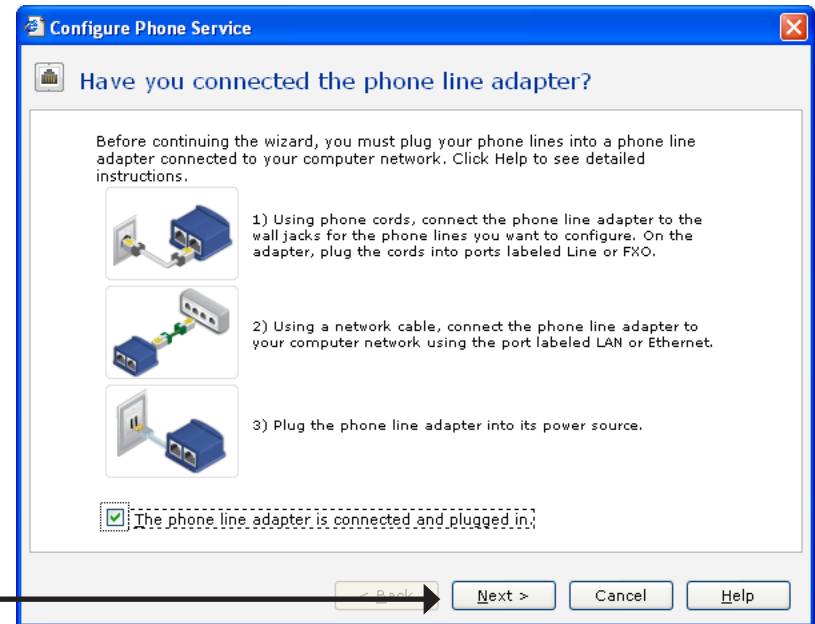 Configure Phone Service
Have you connected the phone line adapter?
Before continuing the wizard, you must plug your phone lines into a phone line
adapter connected to your computer network. Click Help to see detailed
instructions.
1) Using phone cords, connect the phone line adapter to the
wall jacks for the phone lines you want to configure. On the
adapter, plug the cords into ports labeled Line or FXO.
2) Using a network cable, connect the phone line adapter to
your computer network using the port labeled LAN or Ethernet.
3) Plug the phone line adapter into its power source.
The phone line adapter is connected and plugged in.
< Back Next > Cancel Help